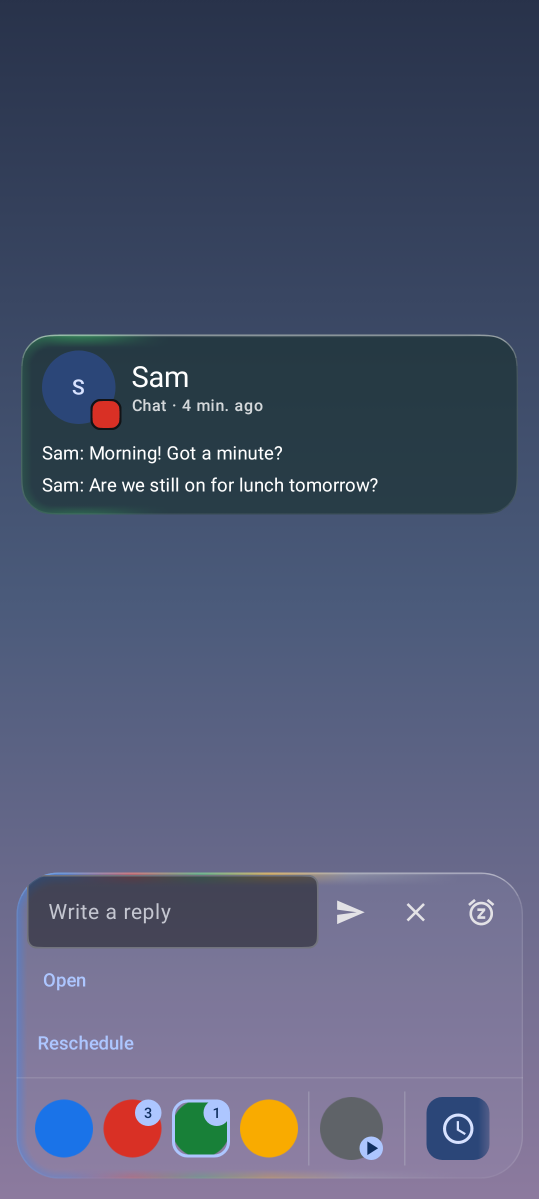 S
Sam
Chat · 4 min. ago
Sam: Morning! Got a minute?
Sam: Are we still on for lunch tomorrow?
Write a reply
Open
Reschedule
3
1